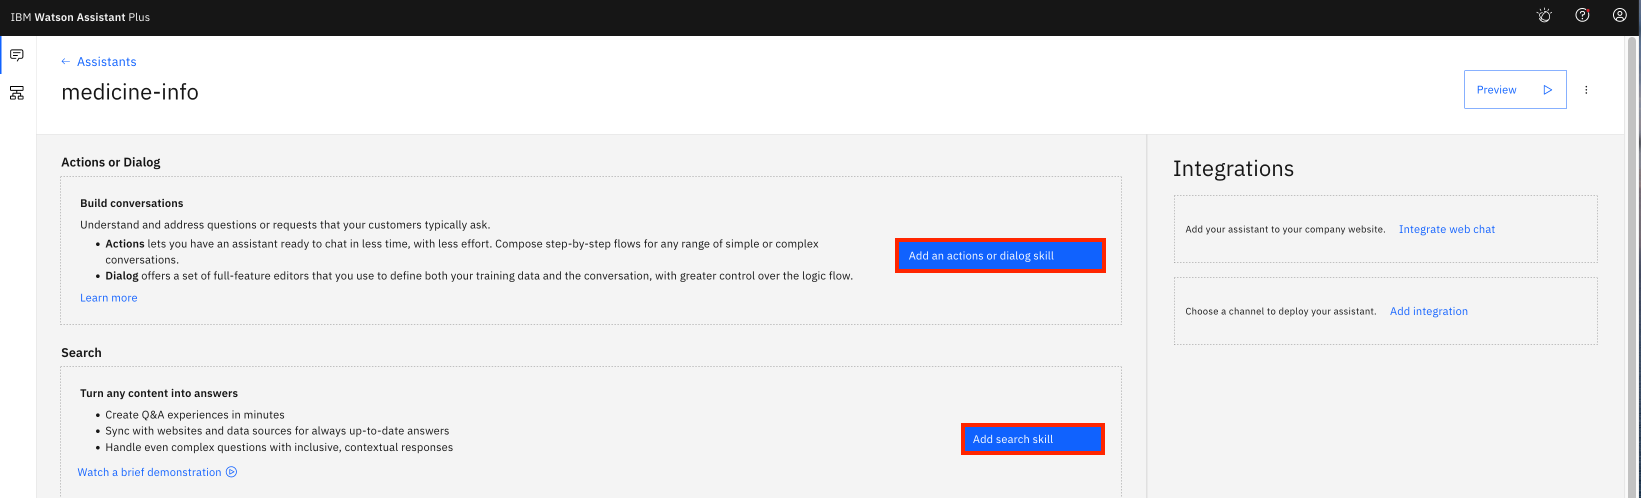 IBM Watson Assistant Plus
← Assistants
medicine-info
Preview
Actions or Dialog
Build conversations
Understand and address questions or requests that your customers typically ask.
• Actions lets you have an assistant ready to chat in less time, with less effort. Compose step-by-step flows for any range of simple or complex
conversations.
• Dialog offers a set of full-feature editors that you use to define both your training data and the conversation, with greater control over the logic flow.
Learn more
Add an actions or dialog skill
Search
Turn any content into answers
• Create Q&A experiences in minutes
• Sync with websites and data sources for always up-to-date answers
• Handle even complex questions with inclusive, contextual responses
Watch a brief demonstration
Add search skill
Integrations
Add your assistant to your company website. Integrate web chat
Choose a channel to deploy your assistant. Add integration